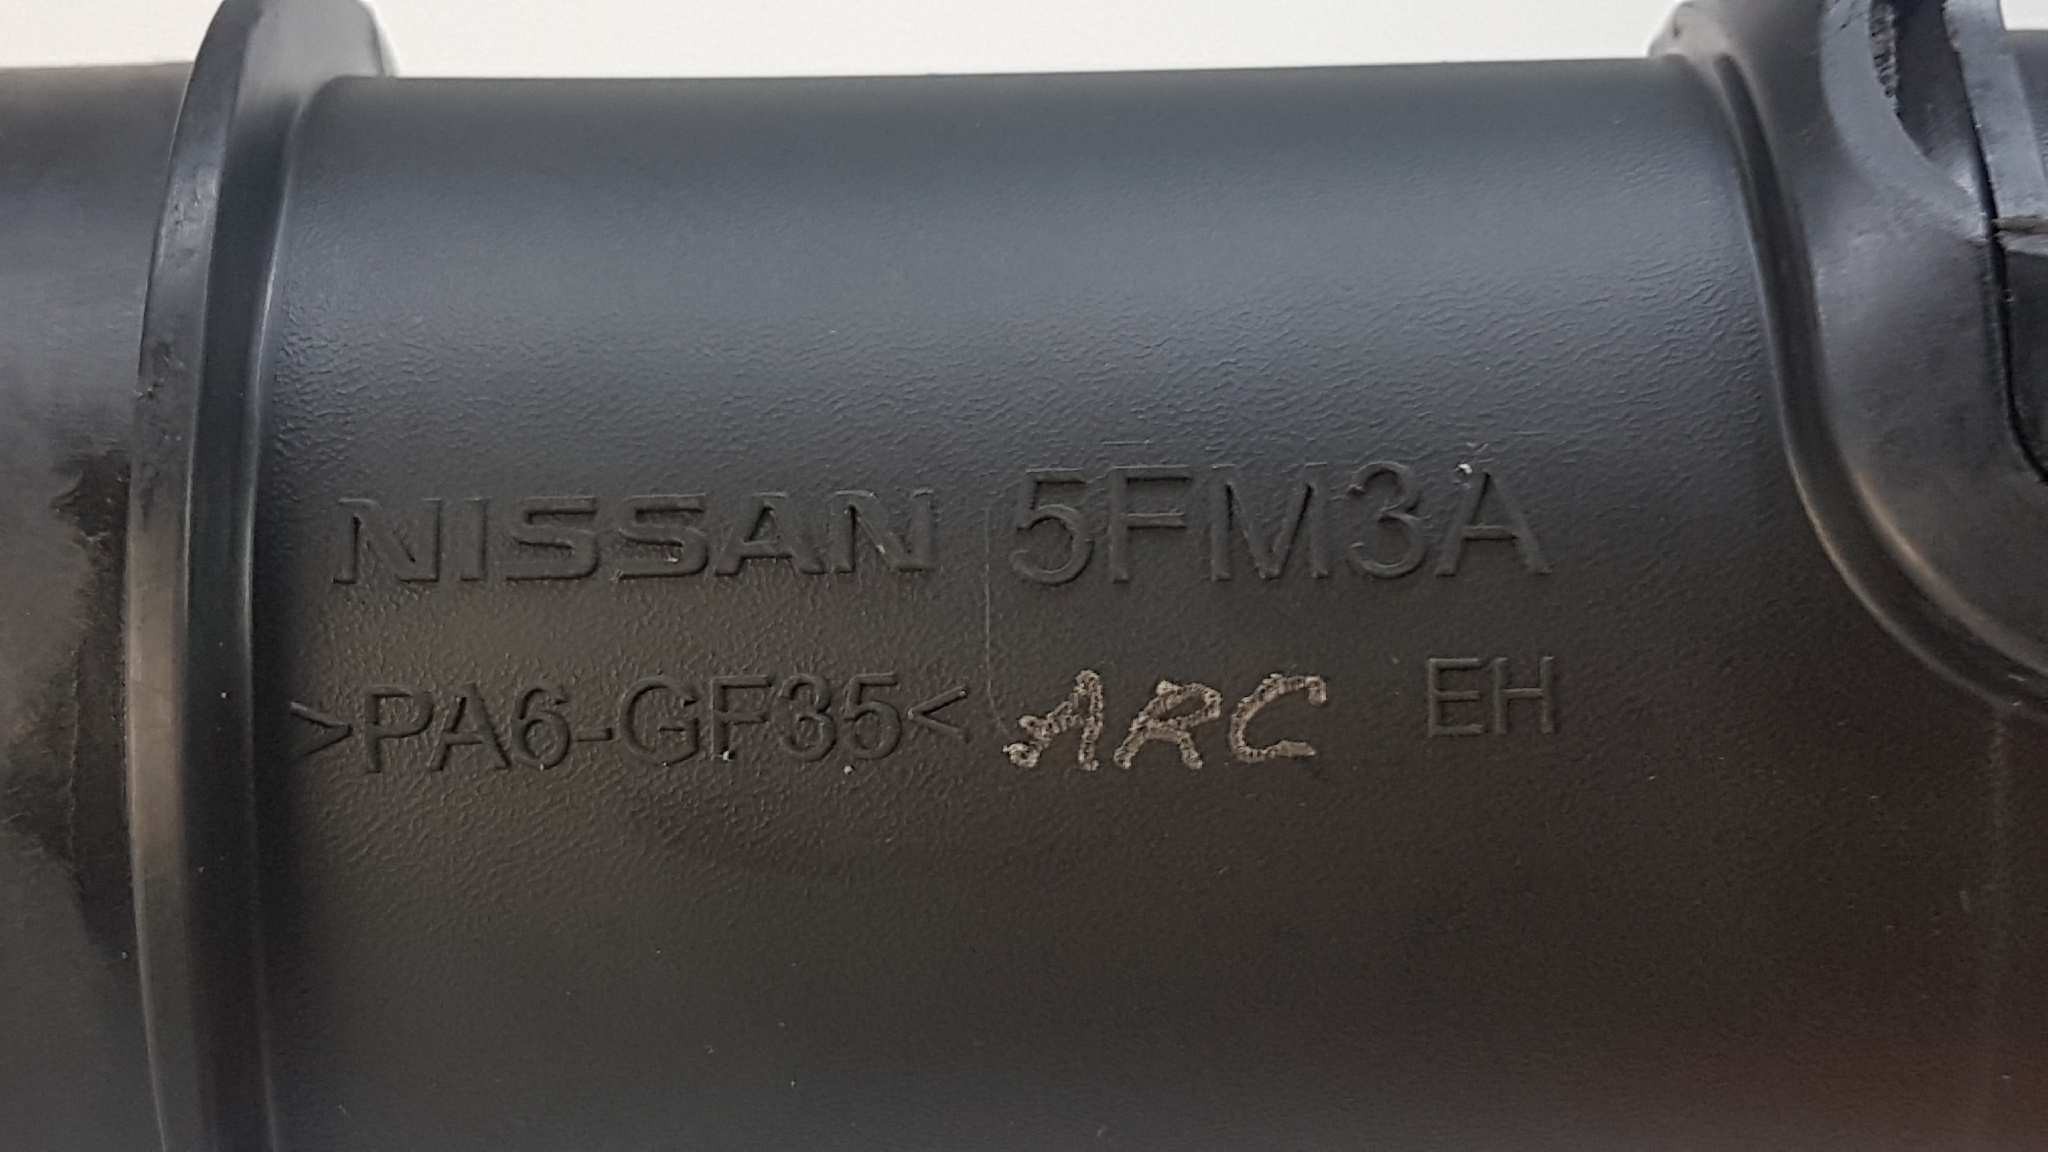 NISSAN 5FM3A
>PA6-GF35< ARC EH